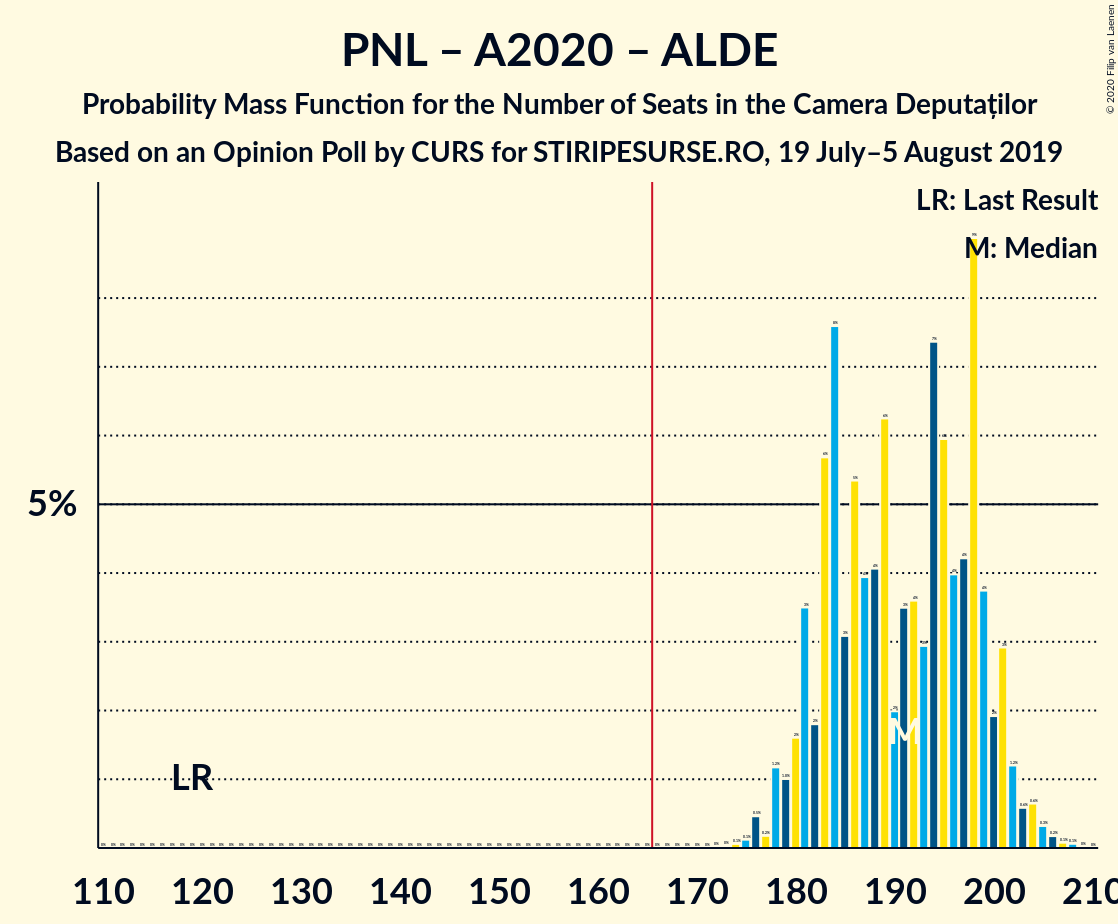 PNL – A2020 – ALDE
Probability Mass Function for the Number of Seats in the Camera Deputaților
Based on an Opinion Poll by CURS for STIRIPESURSE.RO, 19 July–5 August 2019
© 2020 Filip van Laenen
LR: Last Result
M: Median
5%
LR
M
110 120 130 140 150 160 170 180 190 200 210